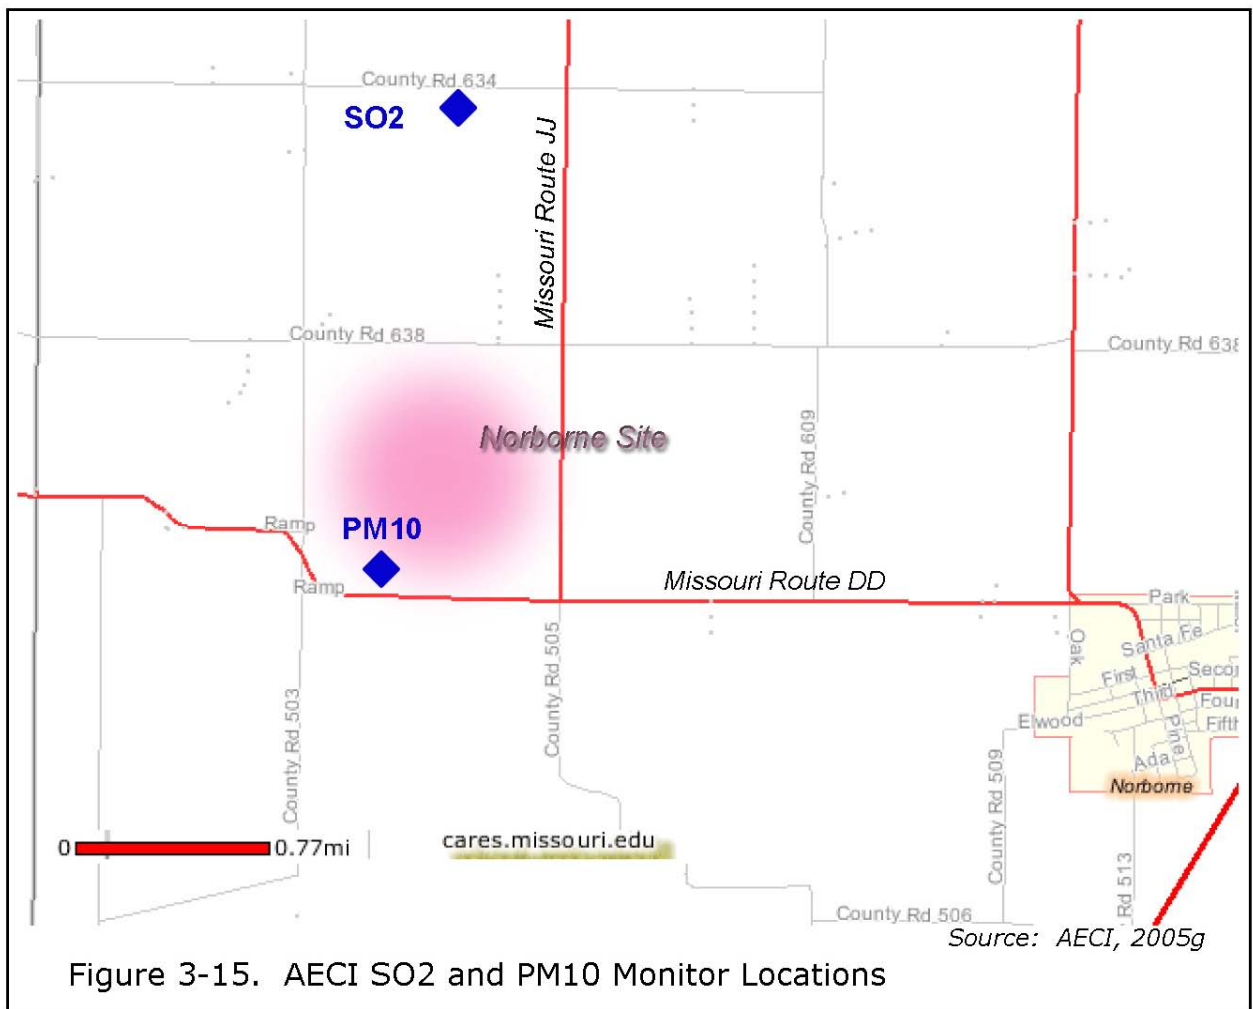 County Rd 634
SO2
Missouri Route JJ
County Rd 638
County Rd 638
Norborne Site
County Rd 609
Ramp
PM10
Ramp
Missouri Route DD
Park
Oak
Santa Fe
First
Third
Elwood
Pine
Fifth
Ada
Norborne
County Rd 503
County Rd 505
County Rd 509
Rd 513
0
0.77mi
cares.missouri.edu
County Rd 506
Source: AECI, 2005g
Figure 3-15. AECI SO2 and PM10 Monitor Locations